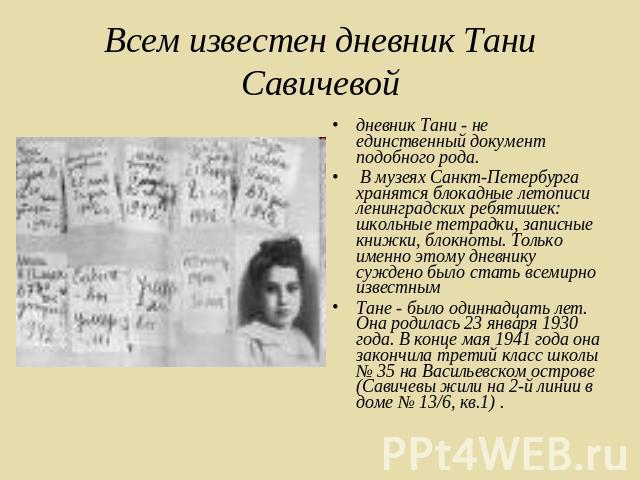 Всем известен дневник Тани
Савичевой
• дневник Тани - не
единственный документ
подобного рода.
• В музеях Санкт-Петербурга
хранятся блокадные летописи
ленинградских ребятишек:
школьные тетрадки, записные
книжки, блокноты. Только
именно этому дневнику
суждено было стать всемирно
известным
• Тане - было одиннадцать лет.
Она родилась 23 января 1930
года. В конце мая 1941 года она
закончила третий класс школы
№ 35 на Васильевском острове
(Савичевы жили на 2-й линии в
доме № 13/6, кв.1) .
1942
Умер
PPt4WEB.ru